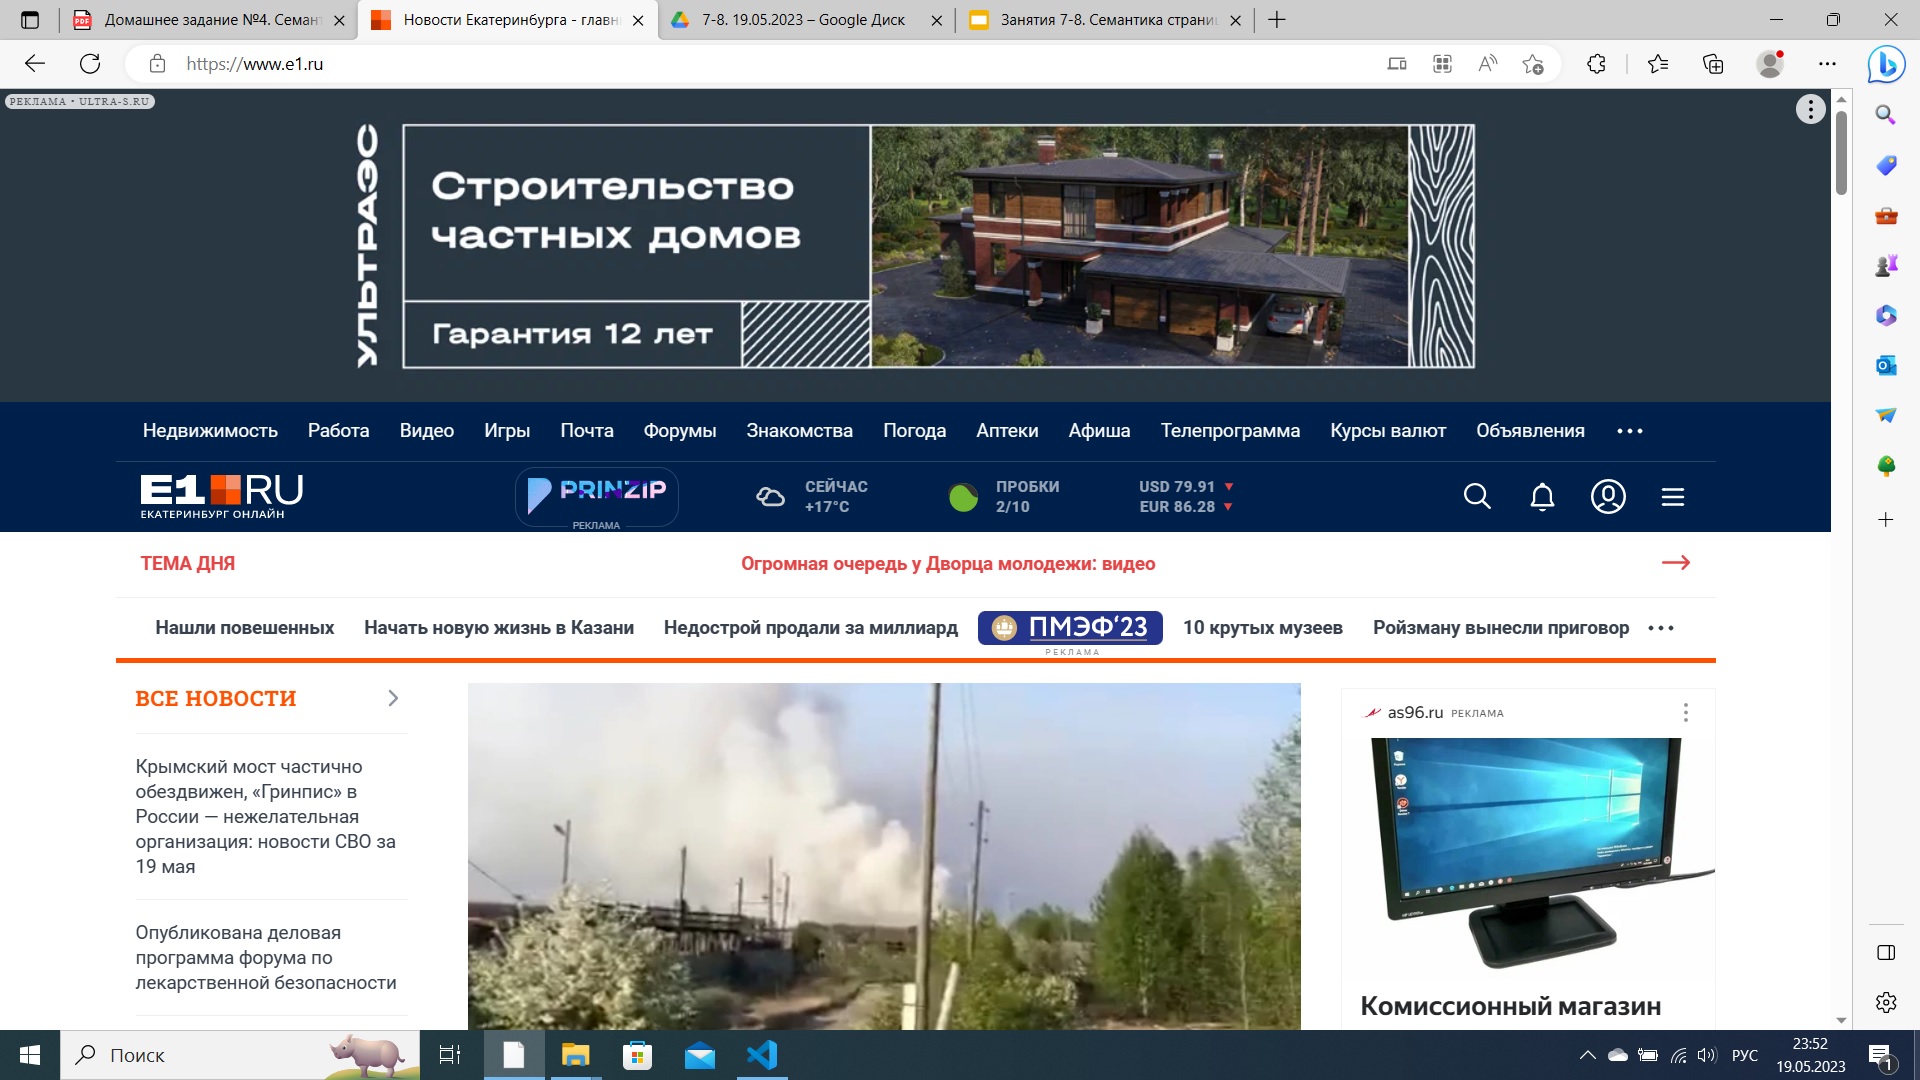 Домашнее задание №4. Семант
Новости Екатеринбурга - главн
7-8. 19.05.2023 – Google Диск
Занятия 7-8. Семантика страниц
https://www.e1.ru
РЕКЛАМА • ULTRA-S.RU
УЛЬТРАЭС
Строительство
частных домов
Гарантия 12 лет
Недвижимость Работа Видео Игры Почта Форумы Знакомства Погода Аптеки Афиша Телепрограмма Курсы валют Объявления
E1 RU
ЕКАТЕРИНБУРГ ОНЛАЙН
PRINZIP
РЕКЛАМА
СЕЙЧАС
+17°C
ПРОБКИ
2/10
USD 79.91
EUR 86.28
ТЕМА ДНЯ
Огромная очередь у Дворца молодежи: видео
Нашли повешенных Начать новую жизнь в Казани Недострой продали за миллиард ПМЭФ‘23 10 крутых музеев Ройзману вынесли приговор
РЕКЛАМА
ВСЕ НОВОСТИ
Крымский мост частично
обездвижен, «Гринпис» в
России — нежелательная
организация: новости СВО за
19 мая
Опубликована деловая
программа форума по
лекарственной безопасности
as96.ru РЕКЛАМА
Комиссионный магазин
Поиск
РУС
23:52
19.05.2023
1